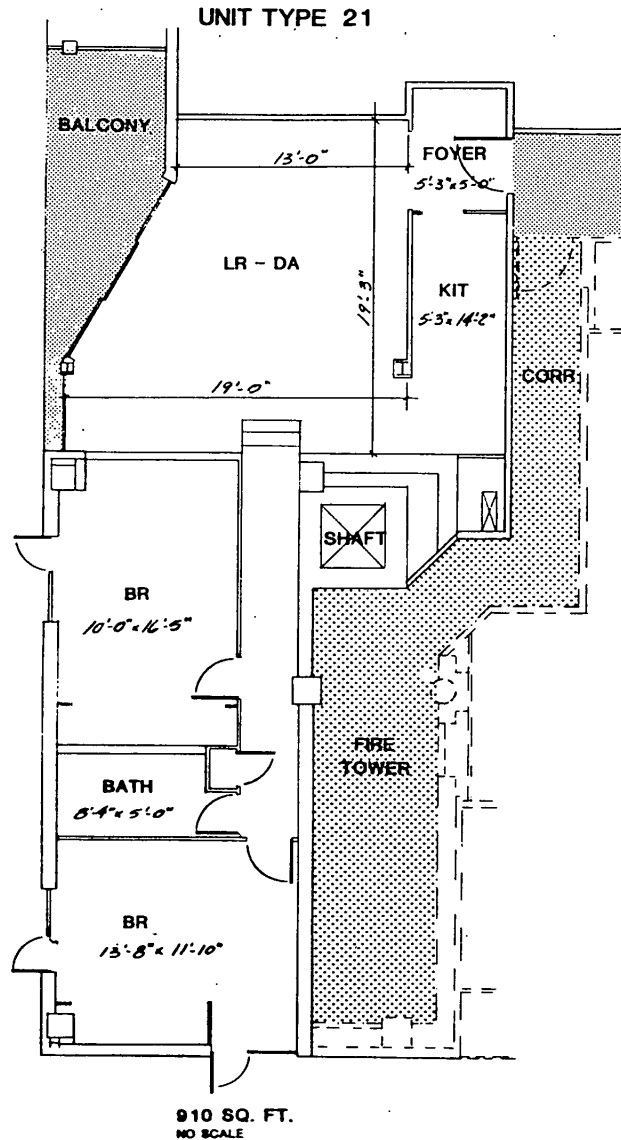 UNIT TYPE 21
BALCONY
13'-0"
FOYER
5'-3"x5'-0"
LR - DA
19'-3"
KIT
5'-3"x14'-2"
CORR
19'-0"
SHAFT
BR
10'-0"x16'-5"
FIRE
TOWER
BATH
8'-4"x5'-0"
BR
13'-8"x11'-10"
910 SQ. FT.
NO SCALE